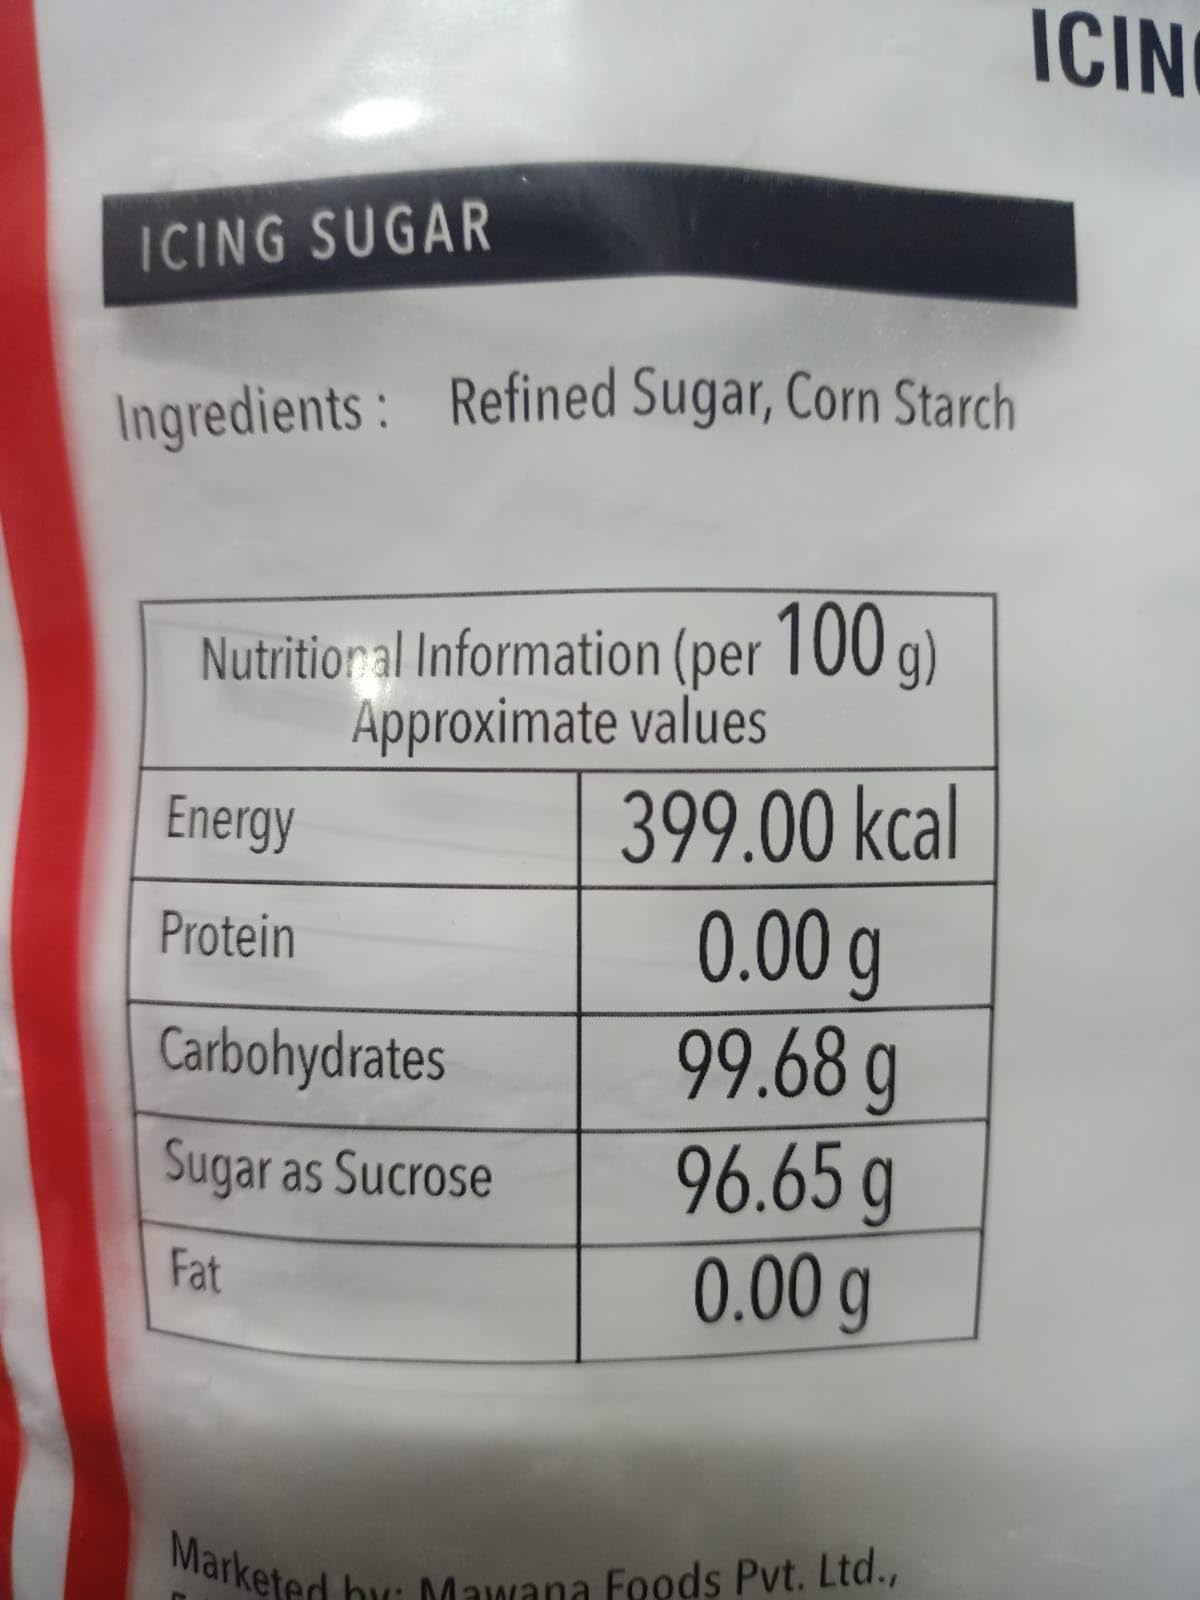 ICING SUGAR
Ingredients : Refined Sugar, Corn Starch
Nutritional Information (per 100 g)
Approximate values
Energy 399.00 kcal
Protein 0.00 g
Carbohydrates 99.68 g
Sugar as Sucrose 96.65 g
Fat 0.00 g
Marketed by: Mawana Foods Pvt. Ltd.,